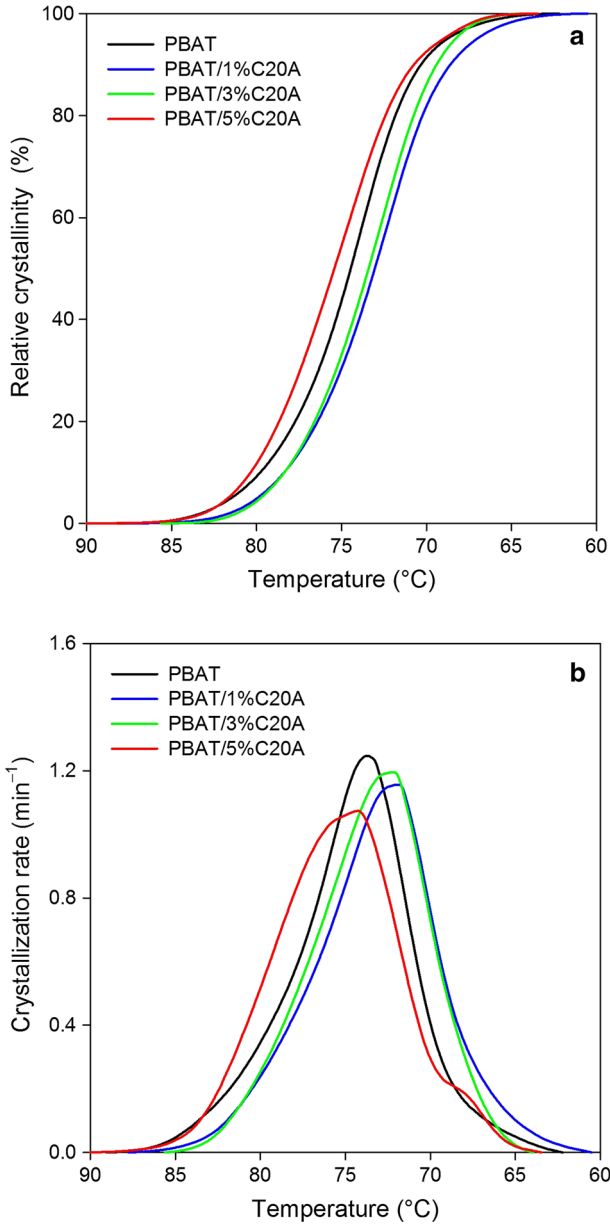 100
80
60
40
20
0
Relative crystallinity (%)
PBAT
PBAT/1%C20A
PBAT/3%C20A
PBAT/5%C20A
a
90 85 80 75 70 65 60
Temperature (°C)
1.6
1.2
0.8
0.4
0.0
Crystallization rate (min⁻¹)
PBAT
PBAT/1%C20A
PBAT/3%C20A
PBAT/5%C20A
b
90 85 80 75 70 65 60
Temperature (°C)